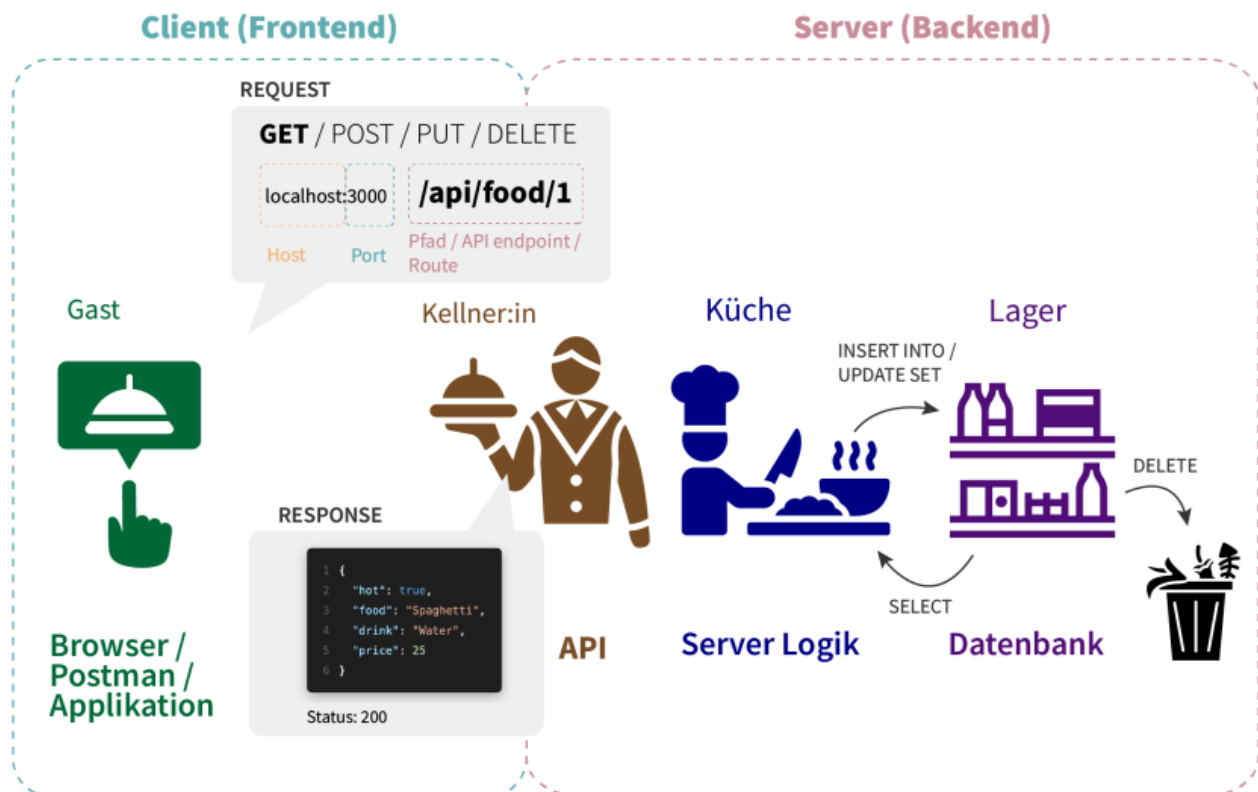 Client (Frontend)
Server (Backend)
REQUEST
GET / POST / PUT / DELETE
localhost:3000
/api/food/1
Host
Port
Pfad / API endpoint /
Route
Gast
Kellner:in
Küche
Lager
INSERT INTO /
UPDATE SET
DELETE
SELECT
RESPONSE
1 {
2 "hot": true,
3 "food": "Spaghetti",
4 "drink": "Water",
5 "price": 25
6 }
Status: 200
Browser /
Postman /
Applikation
API
Server Logik
Datenbank